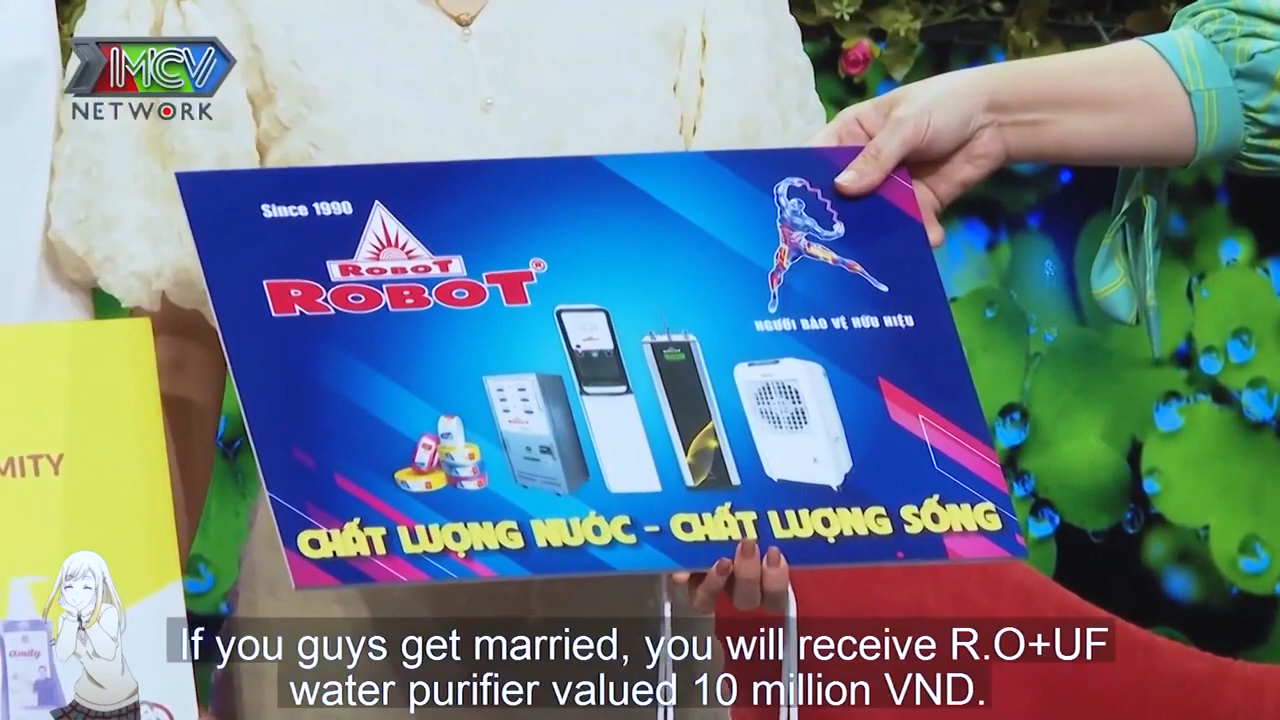 MCV
NETWORK
Since 1990
ROBOT
ROBOT®
NGƯỜI BẢO VỆ HỮU HIỆU
MITY
CHẤT LƯỢNG NƯỚC - CHẤT LƯỢNG SỐNG
amity
If you guys get married, you will receive R.O+UF
water purifier valued 10 million VND.